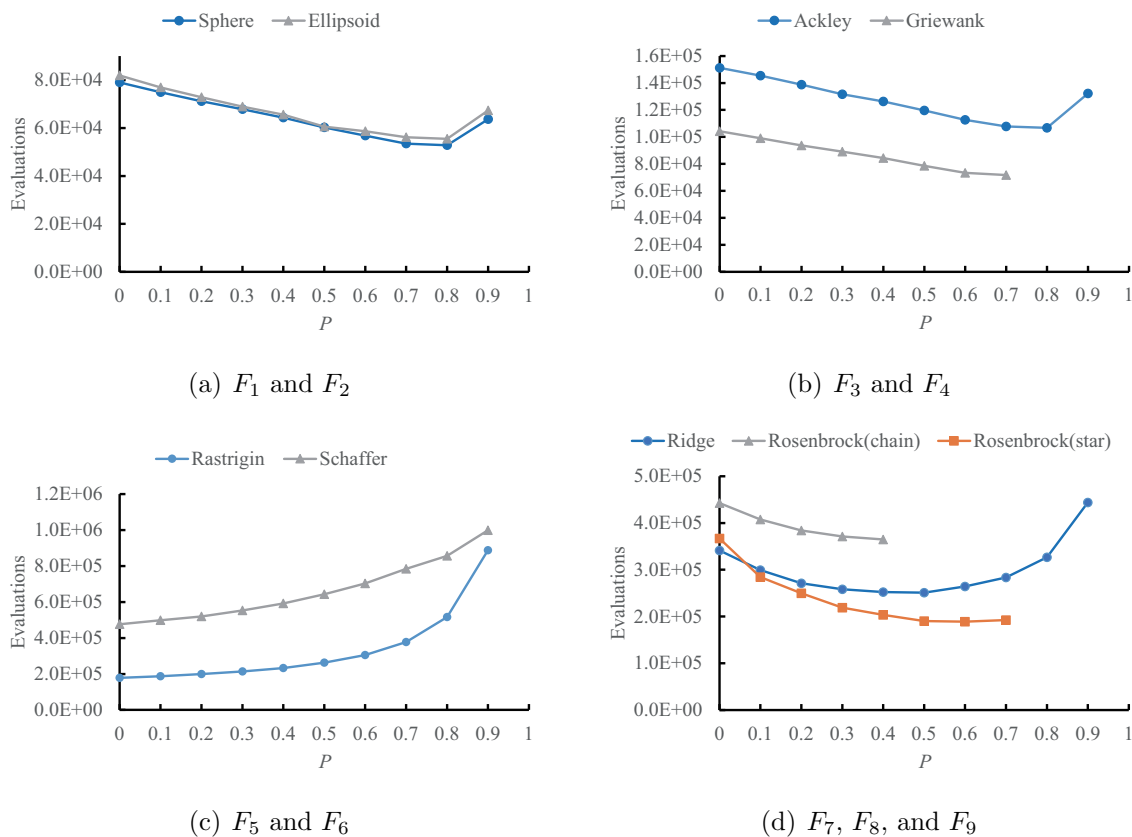 Sphere Ellipsoid
8.0E+04
6.0E+04
4.0E+04
2.0E+04
0.0E+00
Evaluations
0 0.1 0.2 0.3 0.4 0.5 0.6 0.7 0.8 0.9 1
P
(a) F1 and F2
Ackley Griewank
1.6E+05
1.4E+05
1.2E+05
1.0E+05
8.0E+04
6.0E+04
4.0E+04
2.0E+04
0.0E+00
Evaluations
0 0.1 0.2 0.3 0.4 0.5 0.6 0.7 0.8 0.9 1
P
(b) F3 and F4
Rastrigin Schaffer
1.2E+06
1.0E+06
8.0E+05
6.0E+05
4.0E+05
2.0E+05
0.0E+00
Evaluations
0 0.1 0.2 0.3 0.4 0.5 0.6 0.7 0.8 0.9 1
P
(c) F5 and F6
Ridge Rosenbrock(chain) Rosenbrock(star)
5.0E+05
4.0E+05
3.0E+05
2.0E+05
1.0E+05
0.0E+00
Evaluations
0 0.1 0.2 0.3 0.4 0.5 0.6 0.7 0.8 0.9 1
P
(d) F7, F8, and F9